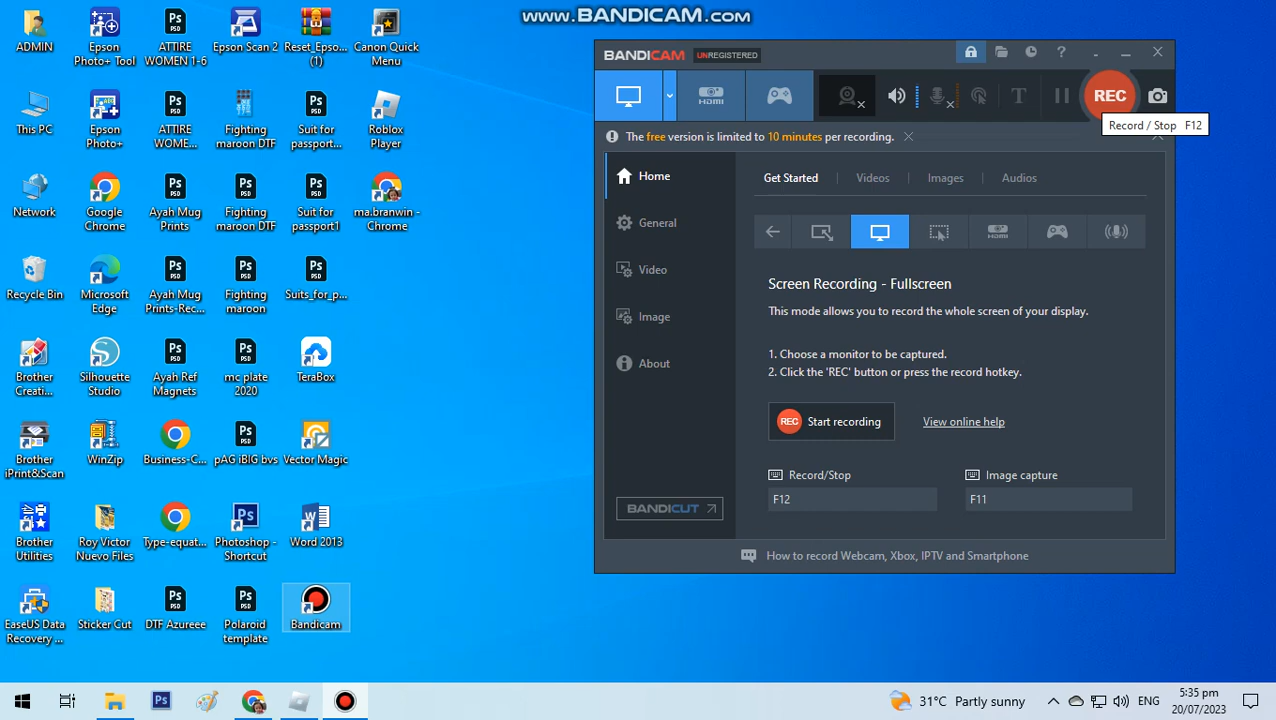 www.BANDICAM.com
ADMIN
Epson Photo+ Tool
ATTIRE WOMEN 1-6
Epson Scan 2
Reset_Epso... (1)
Canon Quick Menu
This PC
Epson Photo+
ATTIRE WOME...
Fighting maroon DTF
Suit for passport...
Roblox Player
Network
Google Chrome
Ayah Mug Prints
Fighting maroon DTF
Suit for passport1
ma.branwin - Chrome
Recycle Bin
Microsoft Edge
Ayah Mug Prints-Rec...
Fighting maroon
Suits_for_p...
Brother Creati...
Silhouette Studio
Ayah Ref Magnets
mc plate 2020
TeraBox
Brother iPrint&Scan
WinZip
Business-C...
pAG iBIG bvs
Vector Magic
Brother Utilities
Roy Victor Nuevo Files
Type-equat...
Photoshop - Shortcut
Word 2013
EaseUS Data Recovery ...
Sticker Cut
DTF Azureee
Polaroid template
Bandicam
BANDICAM UNREGISTERED
HDMI
REC
Record / Stop F12
The free version is limited to 10 minutes per recording.
Home
General
Video
Image
About
BANDICUT
Get Started
Videos
Images
Audios
HDMI
Screen Recording - Fullscreen
This mode allows you to record the whole screen of your display.
1. Choose a monitor to be captured.
2. Click the 'REC' button or press the record hotkey.
REC Start recording
View online help
Record/Stop
Image capture
F12
F11
How to record Webcam, Xbox, IPTV and Smartphone
31°C Partly sunny
ENG
5:35 pm
20/07/2023